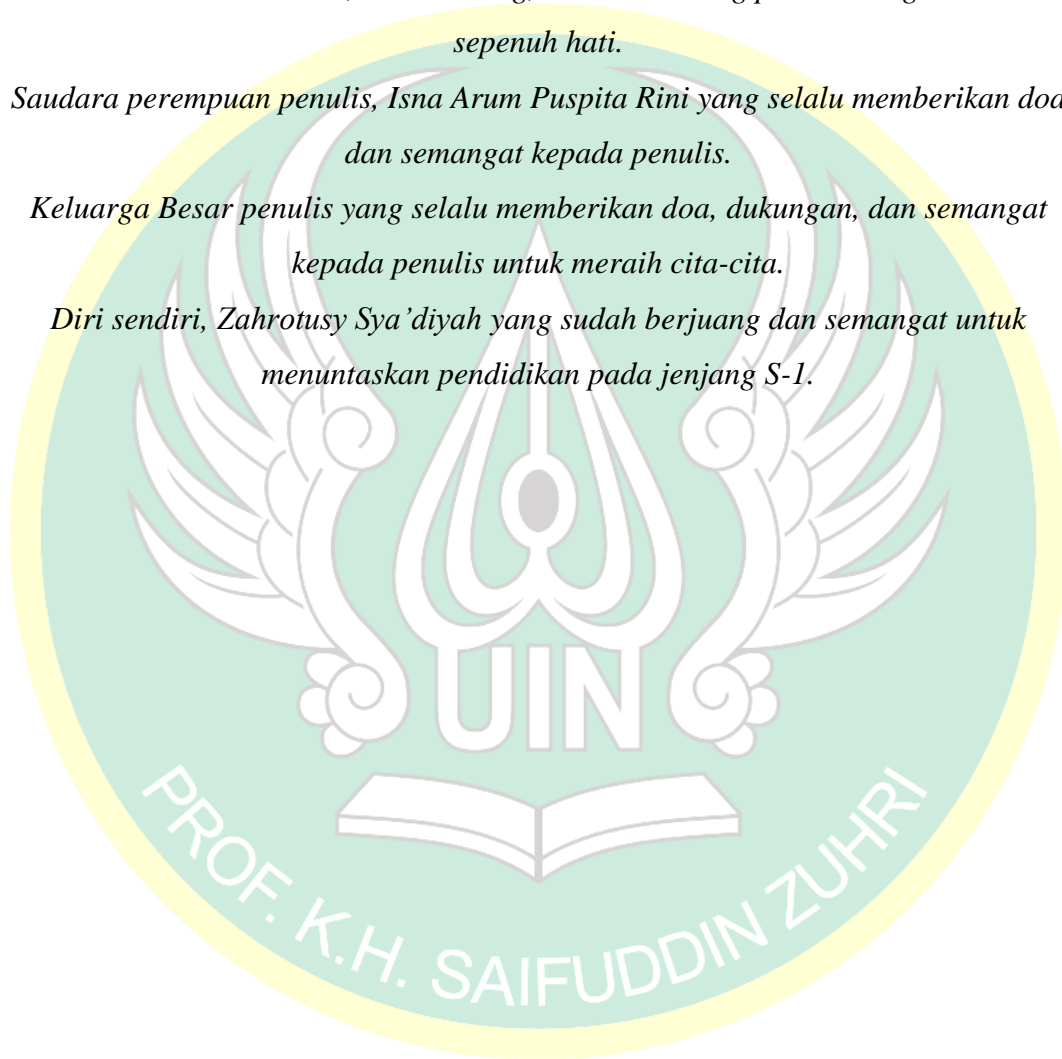 sepenuh hati.
Saudara perempuan penulis, Isna Arum Puspita Rini yang selalu memberikan doa
dan semangat kepada penulis.
Keluarga Besar penulis yang selalu memberikan doa, dukungan, dan semangat
kepada penulis untuk meraih cita-cita.
Diri sendiri, Zahrotusy Sya’diyah yang sudah berjuang dan semangat untuk
menuntaskan pendidikan pada jenjang S-1.
UIN
PROF. K.H. SAIFUDDIN ZUHRI